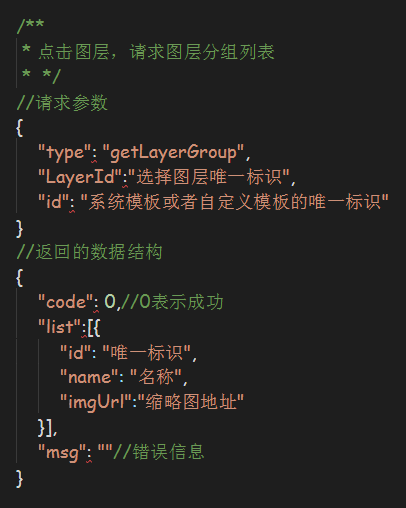 /**
 * 点击图层，请求图层分组列表
 *  */
//请求参数
{
    "type": "getLayerGroup",
    "LayerId":"选择图层唯一标识",
    "id": "系统模板或者自定义模板的唯一标识"
}
//返回的数据结构
{
    "code": 0,//0表示成功
    "list":[{
        "id": "唯一标识",
        "name": "名称",
        "imgUrl":"缩略图地址"
    }],
    "msg": ""//错误信息
}